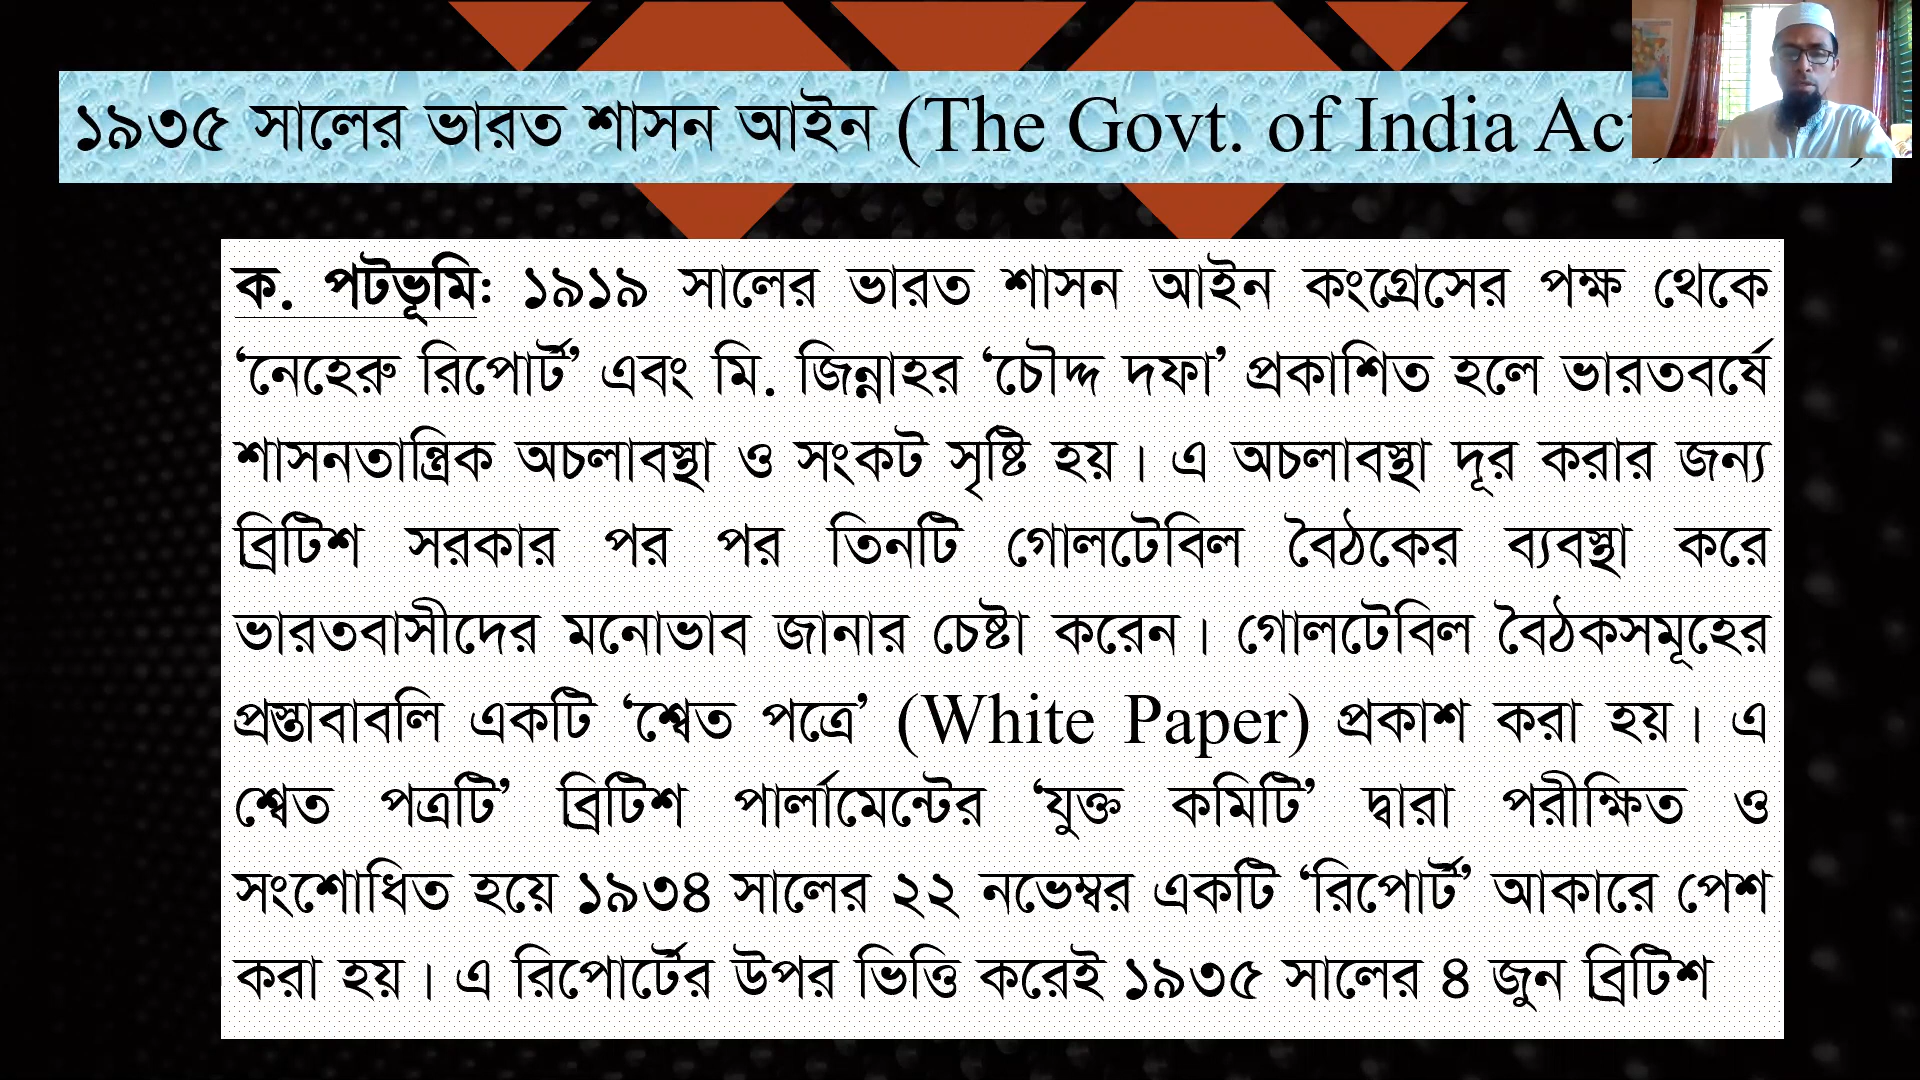 ১৯৩৫ সালের ভারত শাসন আইন (The Govt. of India
ক. পটভূমি: ১৯১৯ সালের ভারত শাসন আইন কংগ্রেসের পক্ষ থেকে
‘নেহেরু রিপোর্ট’ এবং মি. জিন্নাহর ‘চৌদ্দ দফা’ প্রকাশিত হলে ভারতবর্ষে
শাসনতান্ত্রিক অচলাবস্থা ও সংকট সৃষ্টি হয়। এ অচলাবস্থা দূর করার জন্য
ব্রিটিশ সরকার পর পর তিনটি গোলটেবিল বৈঠকের ব্যবস্থা করে
ভারতবাসীদের মনোভাব জানার চেষ্টা করেন। গোলটেবিল বৈঠকসমূহের
প্রস্তাবাবলি একটি ‘শ্বেত পত্রে’ (White Paper) প্রকাশ করা হয়। এ
শ্বেত পত্রটি’ ব্রিটিশ পার্লামেন্টের ‘যুক্ত কমিটি’ দ্বারা পরীক্ষিত ও
সংশোধিত হয়ে ১৯৩৪ সালের ২২ নভেম্বর একটি ‘রিপোর্ট’ আকারে পেশ
করা হয়। এ রিপোর্টের উপর ভিত্তি করেই ১৯৩৫ সালের ৪ জুন ব্রিটিশ